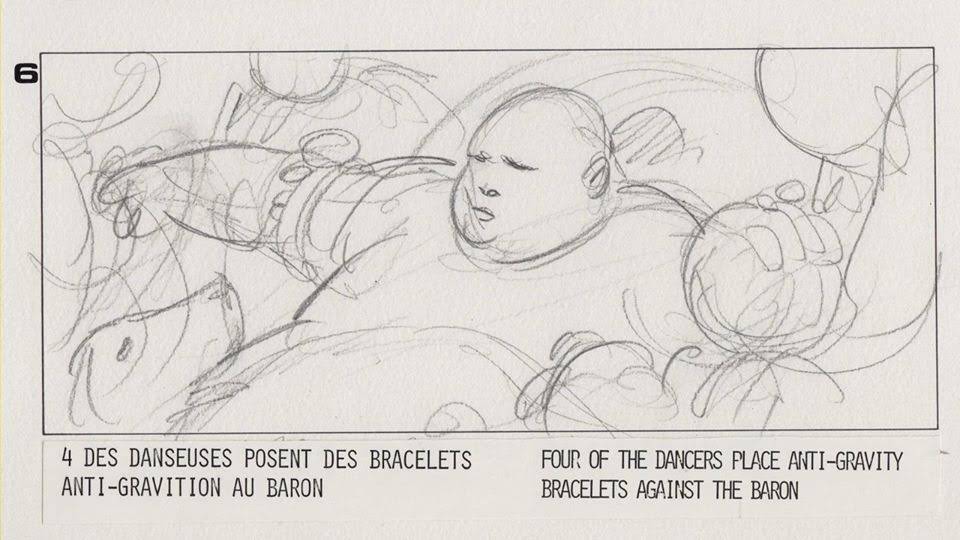 6
4 DES DANSEUSES POSENT DES BRACELETS
ANTI-GRAVITION AU BARON
FOUR OF THE DANCERS PLACE ANTI-GRAVITY
BRACELETS AGAINST THE BARON